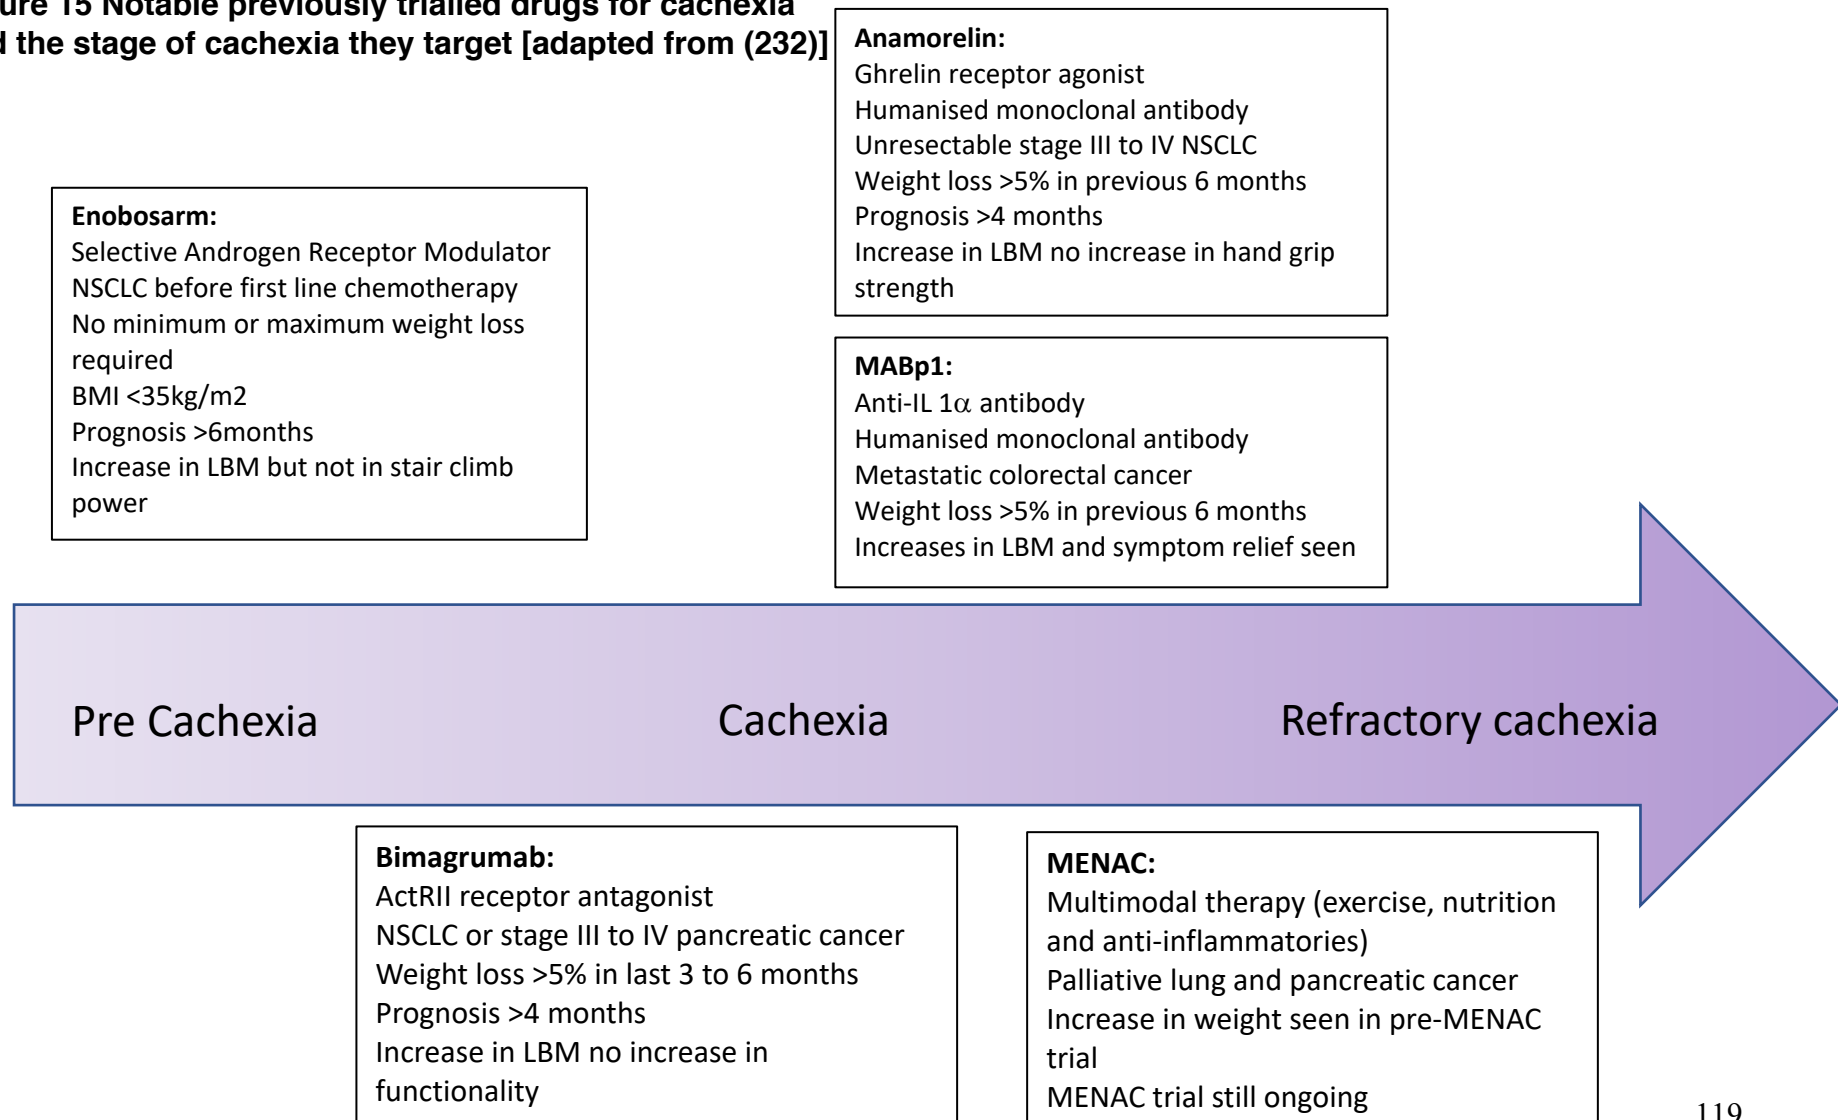 ure 15 Notable previously trialled drugs for cachexia
d the stage of cachexia they target [adapted from (232)]
Anamorelin:
Ghrelin receptor agonist
Humanised monoclonal antibody
Unresectable stage III to IV NSCLC
Weight loss >5% in previous 6 months
Prognosis >4 months
Increase in LBM no increase in hand grip
strength
Enobosarm:
Selective Androgen Receptor Modulator
NSCLC before first line chemotherapy
No minimum or maximum weight loss
required
BMI <35kg/m2
Prognosis >6months
Increase in LBM but not in stair climb
power
MABp1:
Anti-IL 1α antibody
Humanised monoclonal antibody
Metastatic colorectal cancer
Weight loss >5% in previous 6 months
Increases in LBM and symptom relief seen
Pre Cachexia
Cachexia
Refractory cachexia
Bimagrumab:
ActRII receptor antagonist
NSCLC or stage III to IV pancreatic cancer
Weight loss >5% in last 3 to 6 months
Prognosis >4 months
Increase in LBM no increase in
functionality
MENAC:
Multimodal therapy (exercise, nutrition
and anti-inflammatories)
Palliative lung and pancreatic cancer
Increase in weight seen in pre-MENAC
trial
MENAC trial still ongoing
119